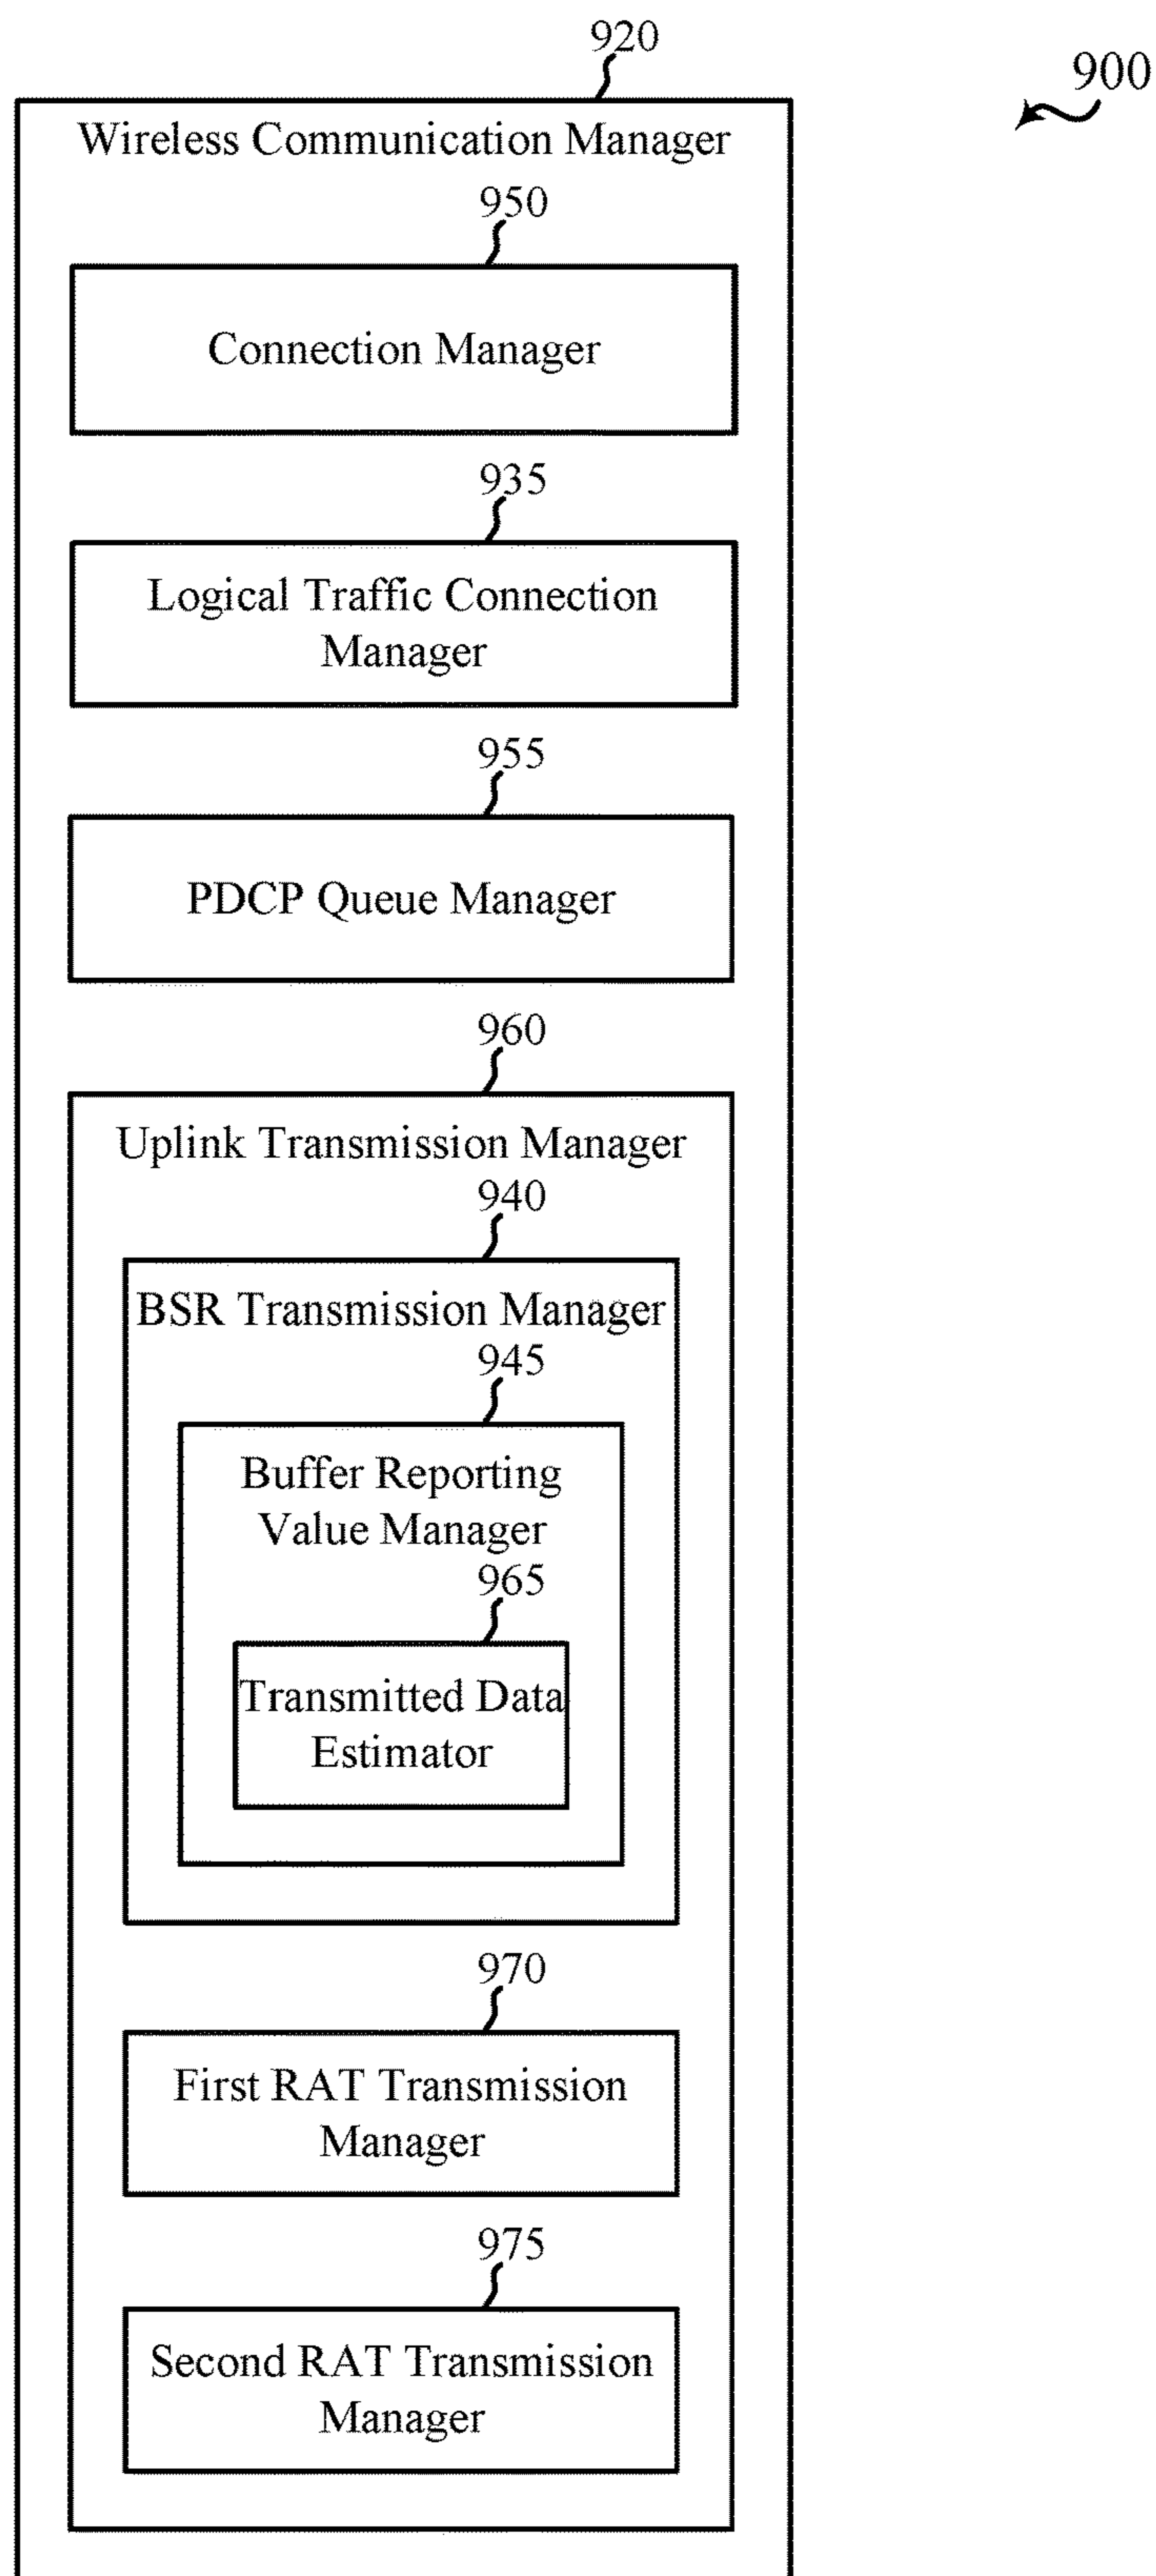 920
900
Wireless Communication Manager
950
Connection Manager
935
Logical Traffic Connection
Manager
955
PDCP Queue Manager
960
Uplink Transmission Manager
940
BSR Transmission Manager
945
Buffer Reporting
Value Manager
965
Transmitted Data
Estimator
970
First RAT Transmission
Manager
975
Second RAT Transmission
Manager